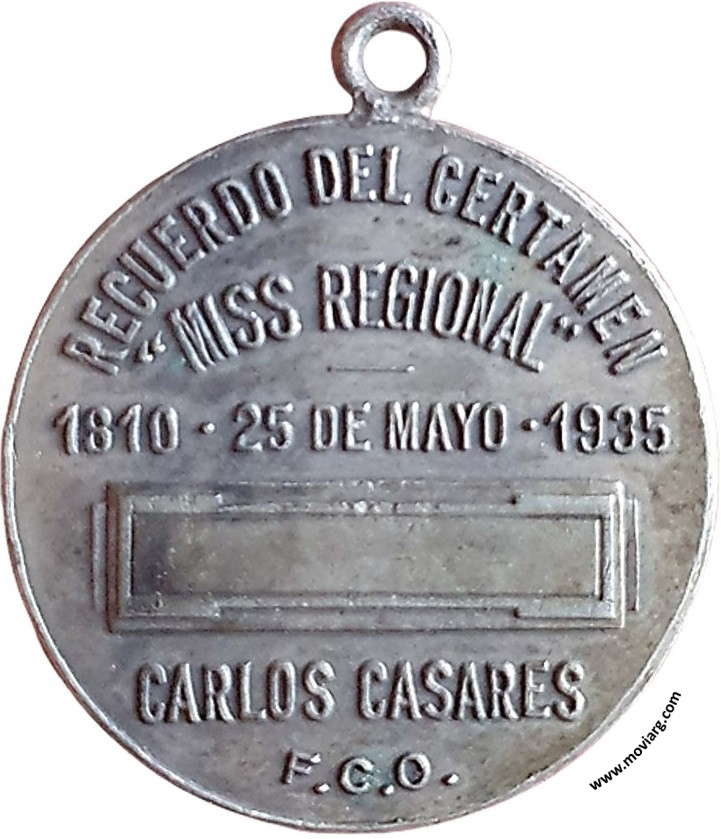 RECUERDO DEL CERTAMEN
"MISS REGIONAL"
1810 · 25 DE MAYO · 1935
CARLOS CASARES
F.C.O.
www.moviarg.com